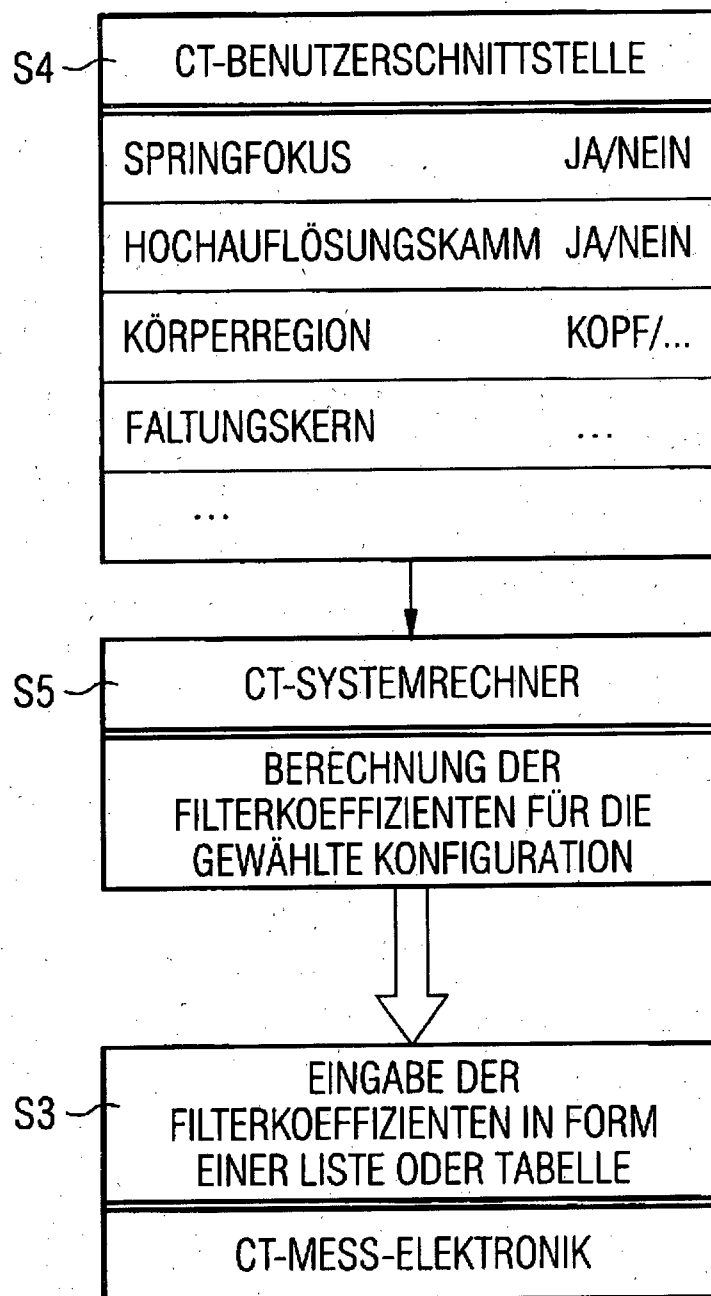 S4
CT-BENUTZERSCHNITTSTELLE
SPRINGFOKUS JA/NEIN
HOCHAUFLÖSUNGSKAMM JA/NEIN
KÖRPERREGION KOPF/...
FALTUNGSKERN ...
...
S5
CT-SYSTEMRECHNER
BERECHNUNG DER
FILTERKOEFFIZIENTEN FÜR DIE
GEWÄHLTE KONFIGURATION
S3
EINGABE DER
FILTERKOEFFIZIENTEN IN FORM
EINER LISTE ODER TABELLE
CT-MESS-ELEKTRONIK